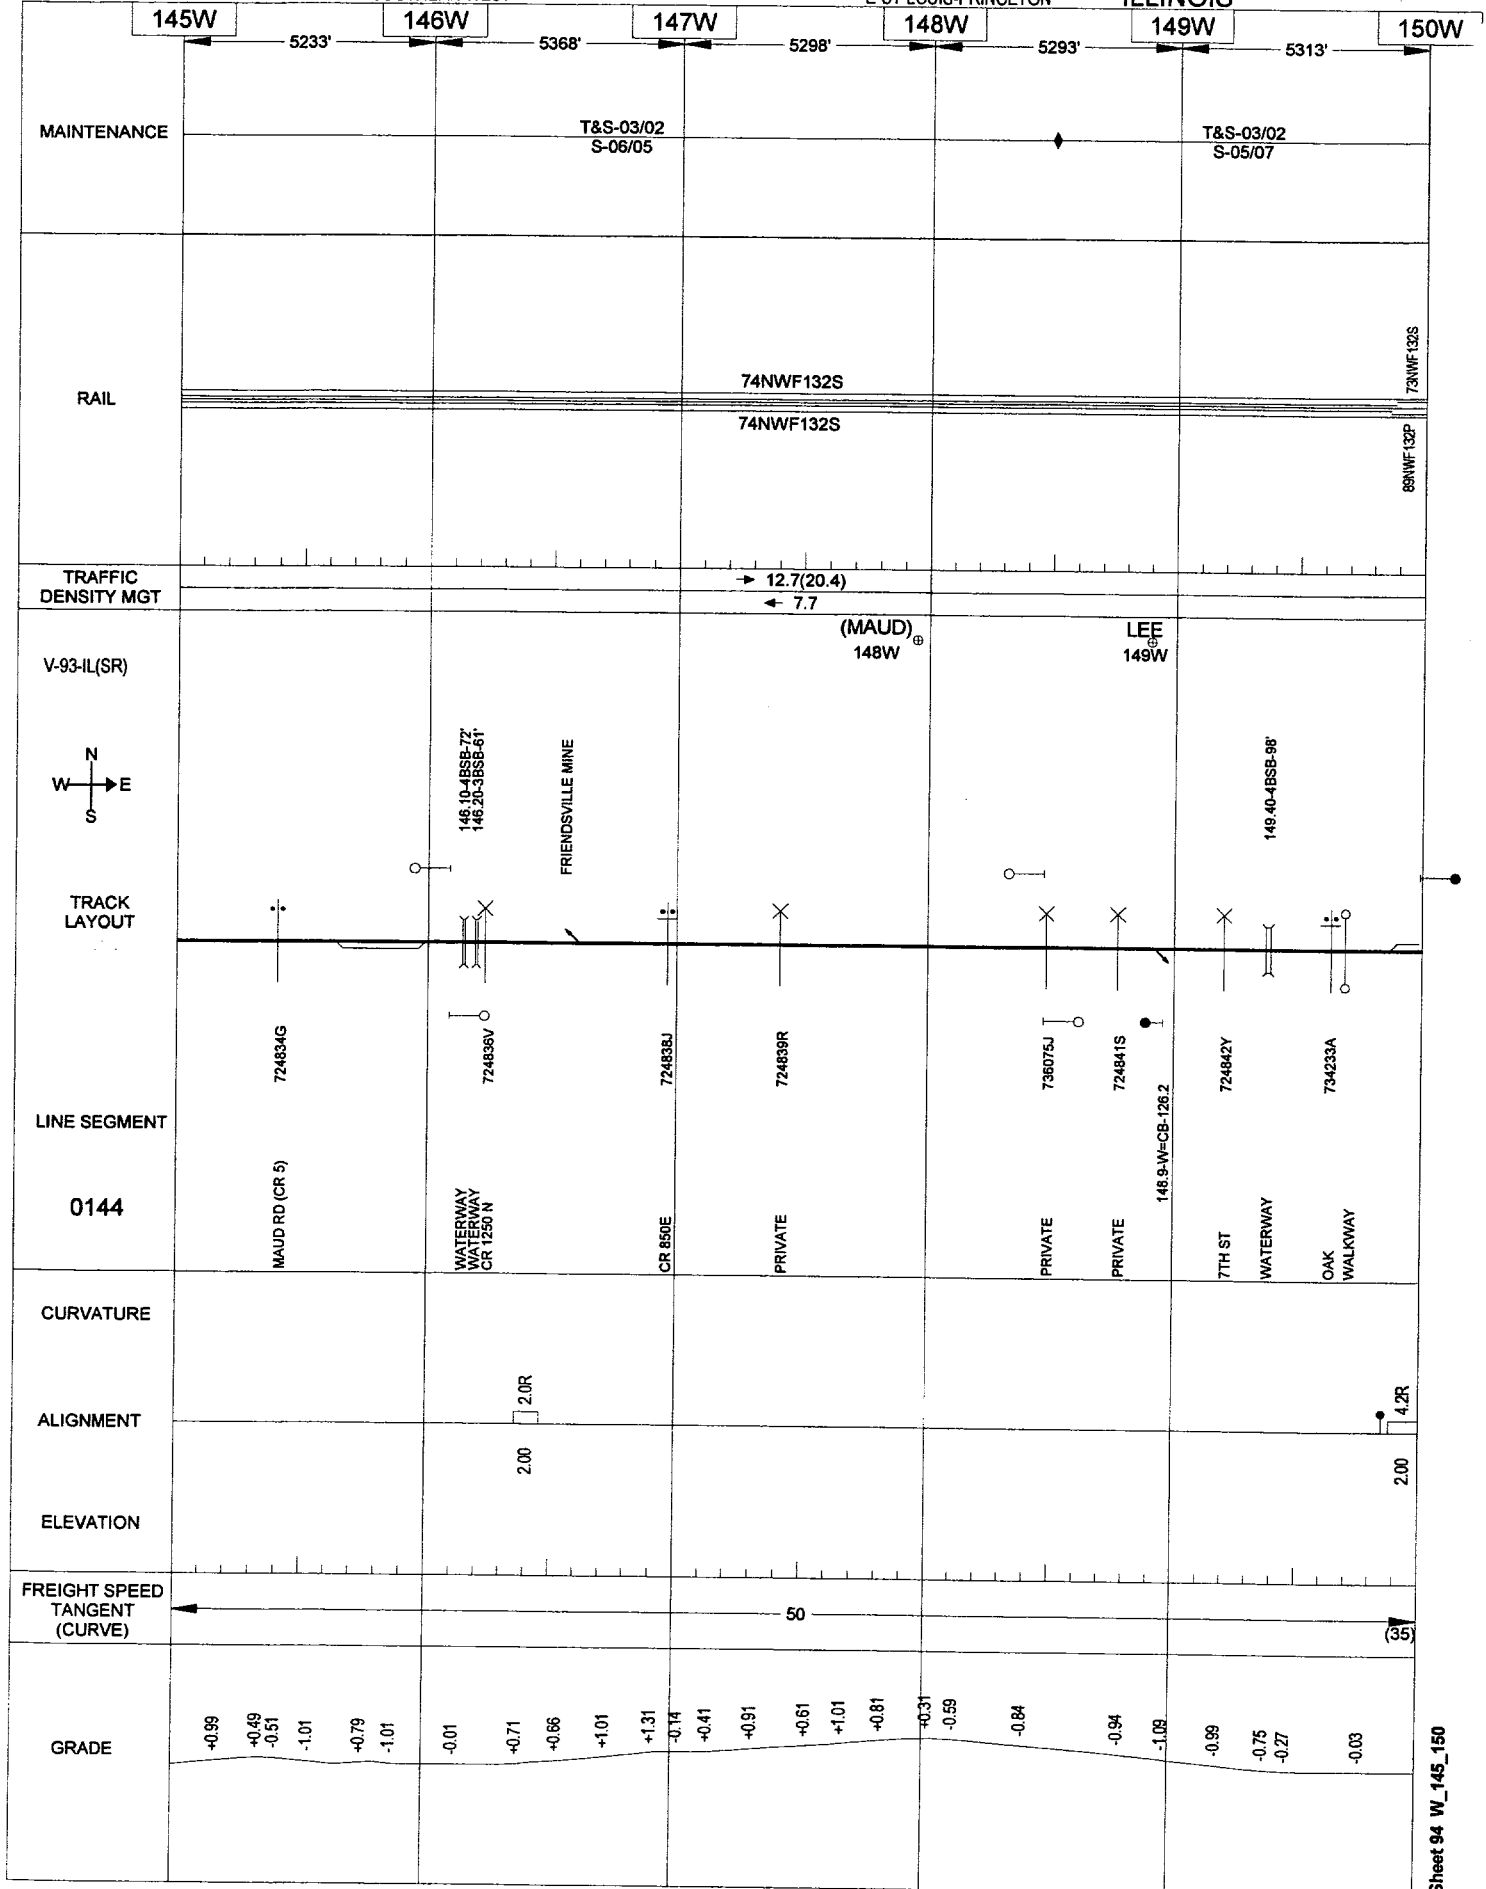 E ST LOUIS-PRINCETON ILLINOIS
145W 146W 147W 148W 149W 150W
5233' 5368' 5298' 5293' 5313'
MAINTENANCE
T&S-03/02
S-06/05
T&S-03/02
S-05/07
RAIL
74NWF132S
74NWF132S
73NWF132S
89NWF132P
TRAFFIC
DENSITY MGT
→ 12.7(20.4)
← 7.7
V-93-IL(SR)
(MAUD)
148W
LEE
149W
N
W E
S
146.10-4BSB-72'
146.20-3BSB-61'
FRIENDSVILLE MINE
149.40-4BSB-98'
TRACK
LAYOUT
724834G
724836V
724838J
724839R
736075J
724841S
148.9-W=CB-126.2
724842Y
734233A
LINE SEGMENT
0144
MAUD RD (CR 5)
WATERWAY
WATERWAY
CR 1250 N
CR 850E
PRIVATE
PRIVATE
PRIVATE
7TH ST
WATERWAY
OAK
WALKWAY
CURVATURE
ALIGNMENT
2.0R
4.2R
2.00
2.00
ELEVATION
FREIGHT SPEED
TANGENT
(CURVE)
50
(35)
GRADE
+0.99
+0.49
-0.51
-1.01
+0.79
-1.01
-0.01
+0.71
+0.66
+1.01
+1.31
-0.14
+0.41
+0.91
+0.61
+1.01
+0.81
+0.31
-0.59
-0.84
-0.94
-1.09
-0.99
-0.75
-0.27
-0.03
Sheet 94 W_145_150